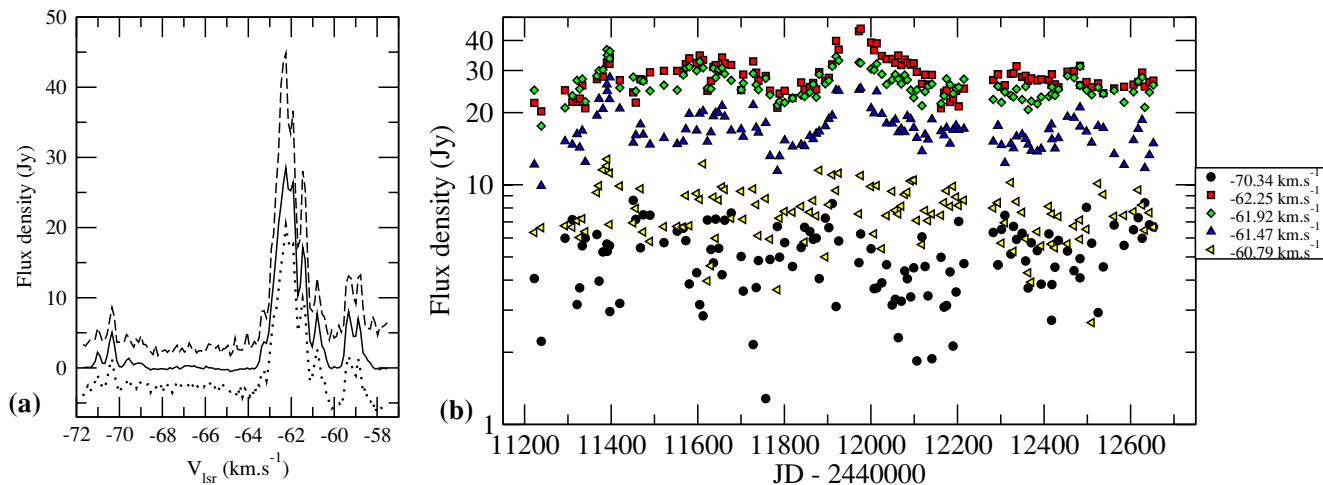 50
40
30
20
10
0
Flux density (Jy)
(a)
-72 -70 -68 -66 -64 -62 -60 -58
V_lsr (km.s⁻¹)
40
30
20
10
1
Flux density (Jy)
(b)
11200 11400 11600 11800 12000 12200 12400 12600
JD - 2440000
-70.34 km.s⁻¹
-62.25 km.s⁻¹
-61.92 km.s⁻¹
-61.47 km.s⁻¹
-60.79 km.s⁻¹